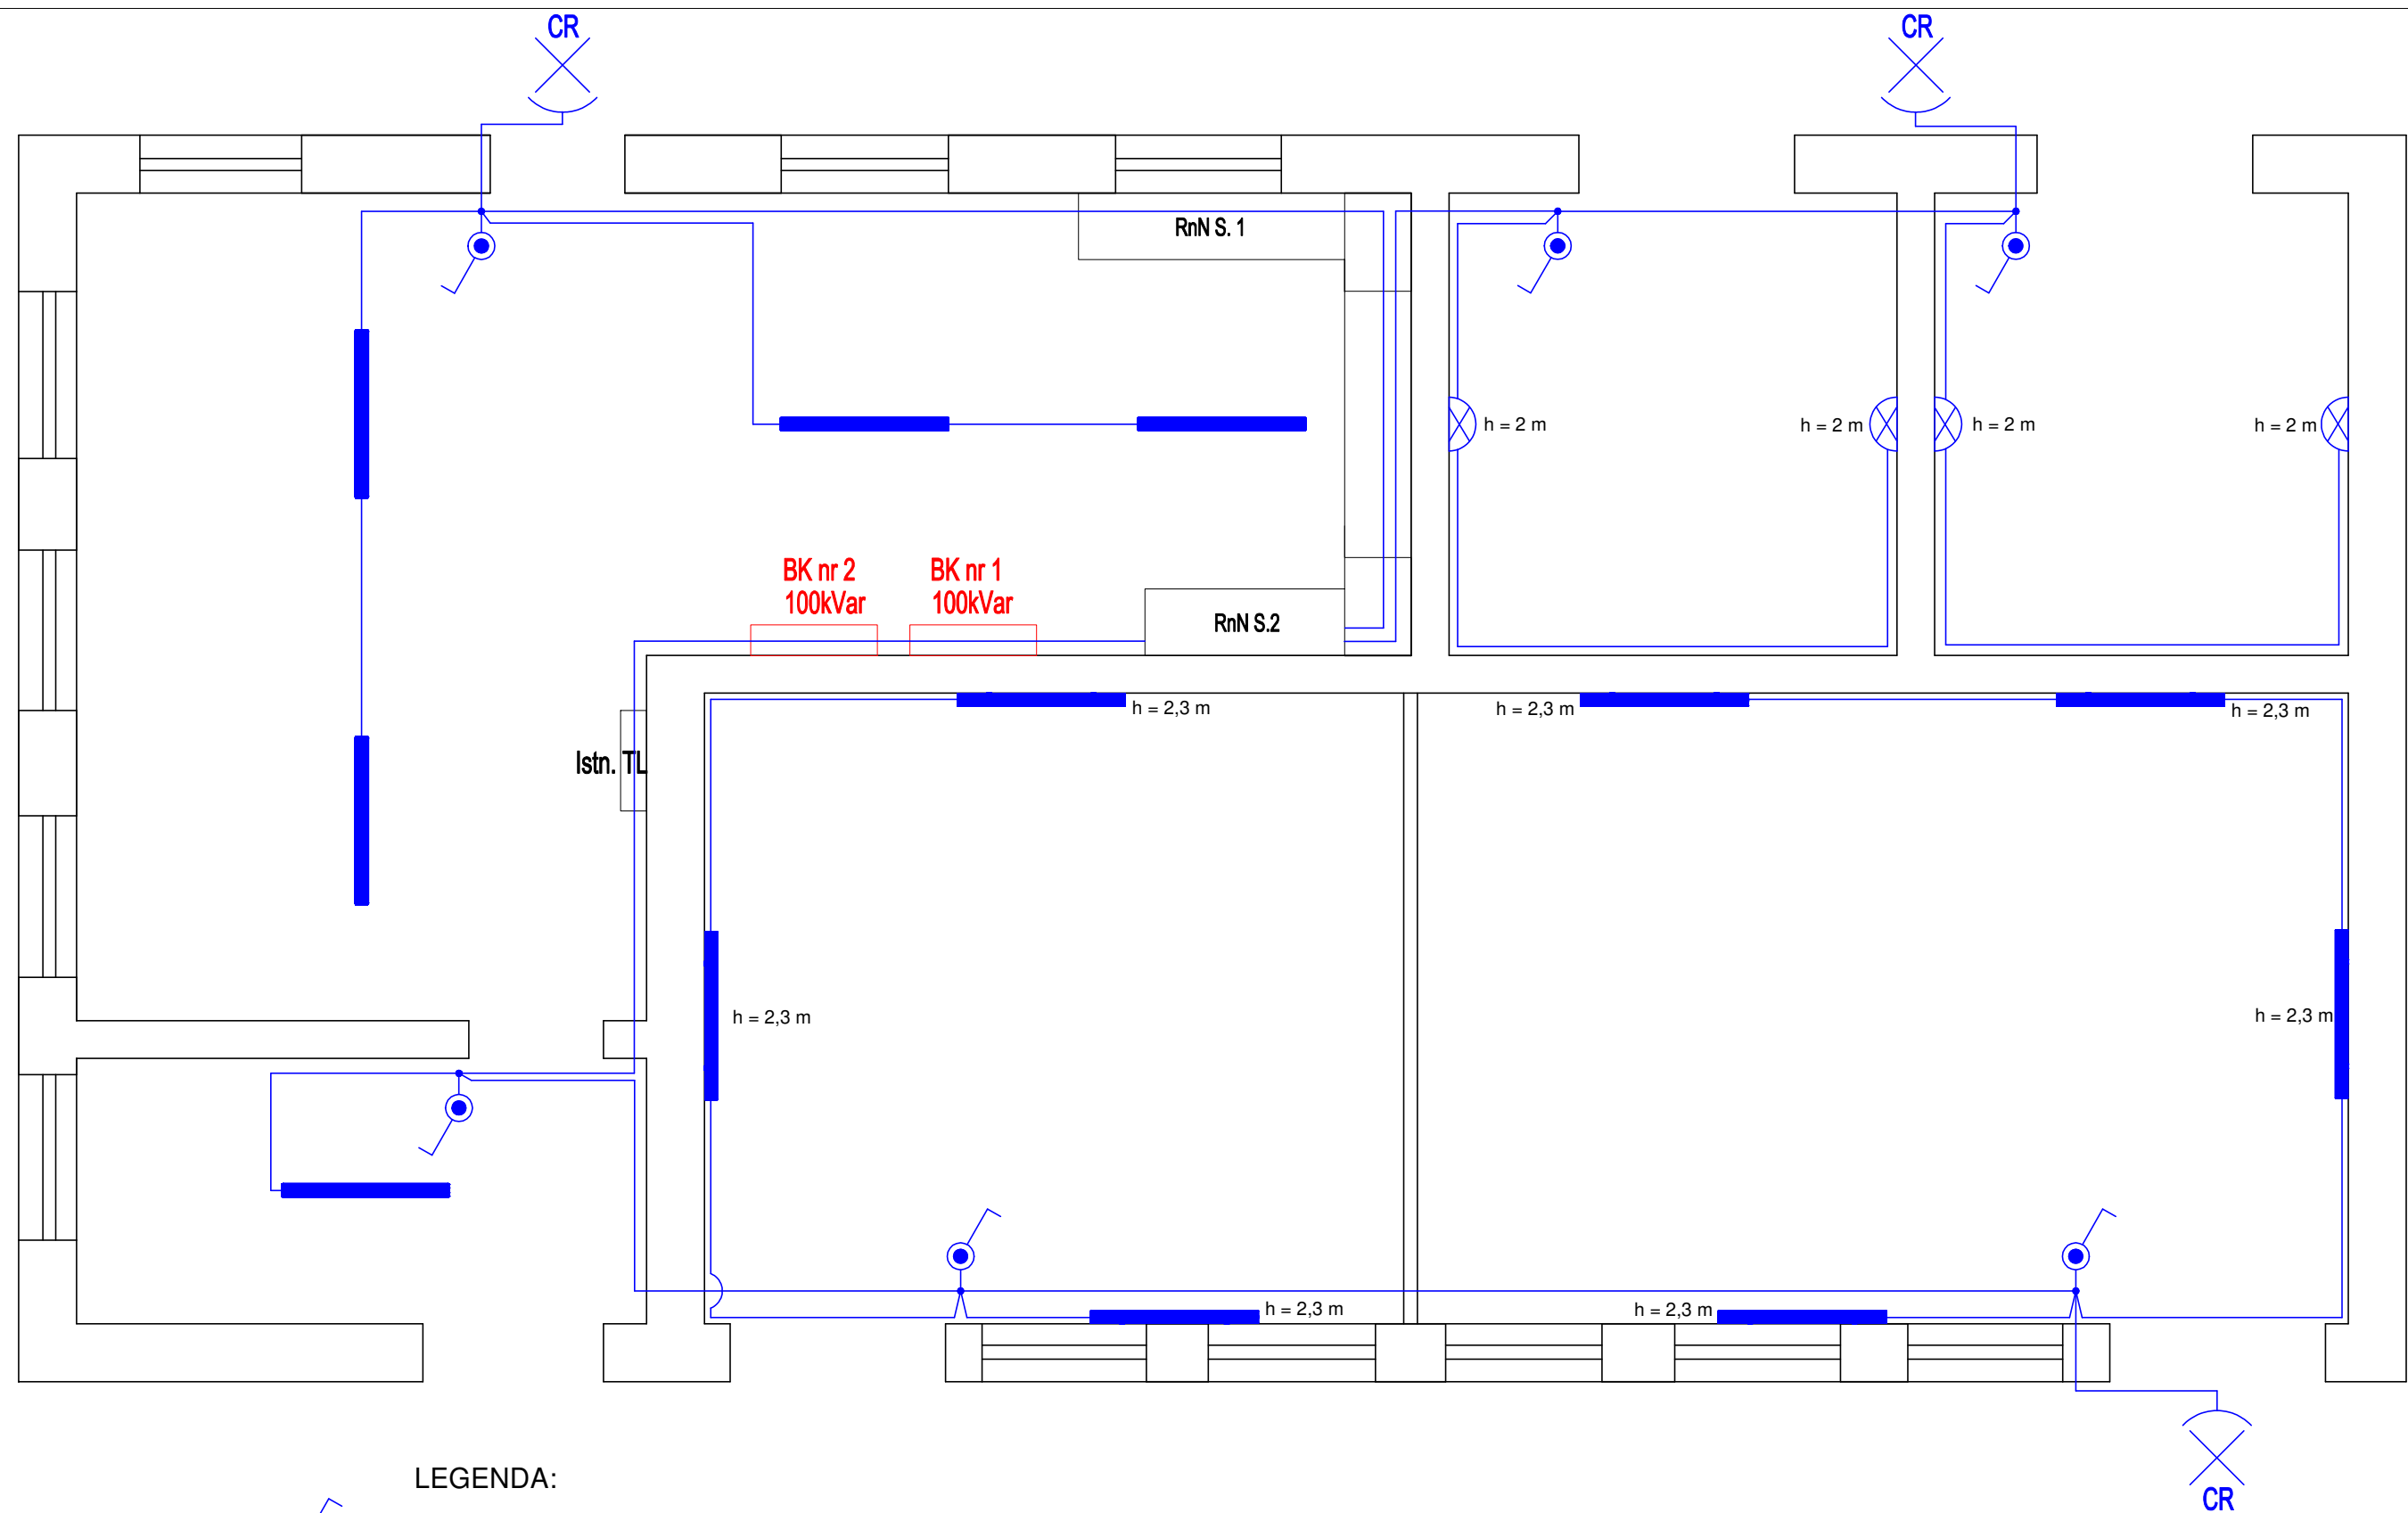 CR
CR
RnN S. 1
h = 2 m
h = 2 m
h = 2 m
h = 2 m
BK nr 2
100kVar
BK nr 1
100kVar
RnN S.2
h = 2,3 m
h = 2,3 m
h = 2,3 m
Istn. TL
h = 2,3 m
h = 2,3 m
h = 2,3 m
h = 2,3 m
LEGENDA:
CR